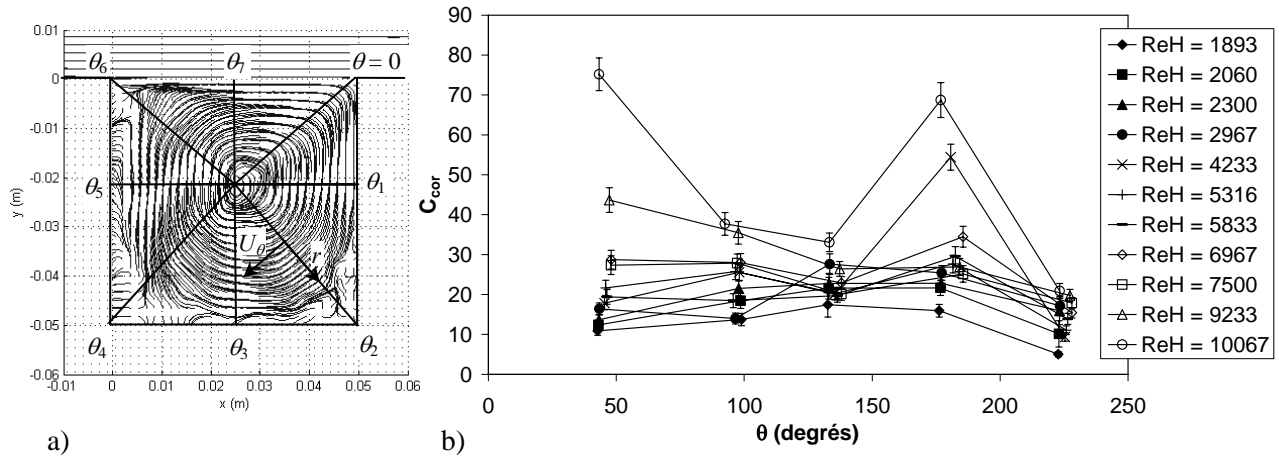 0.01
0
-0.01
-0.02
-0.03
-0.04
-0.05
-0.06
y (m)
-0.01 0 0.01 0.02 0.03 0.04 0.05 0.06
x (m)
θ6 θ7 θ = 0
θ5 θ1
Uθ r
θ4 θ3 θ2
a)
90
80
70
60
50
40
30
20
10
0
Ccor
0 50 100 150 200 250
θ (degrés)
b)
ReH = 1893
ReH = 2060
ReH = 2300
ReH = 2967
ReH = 4233
ReH = 5316
ReH = 5833
ReH = 6967
ReH = 7500
ReH = 9233
ReH = 10067